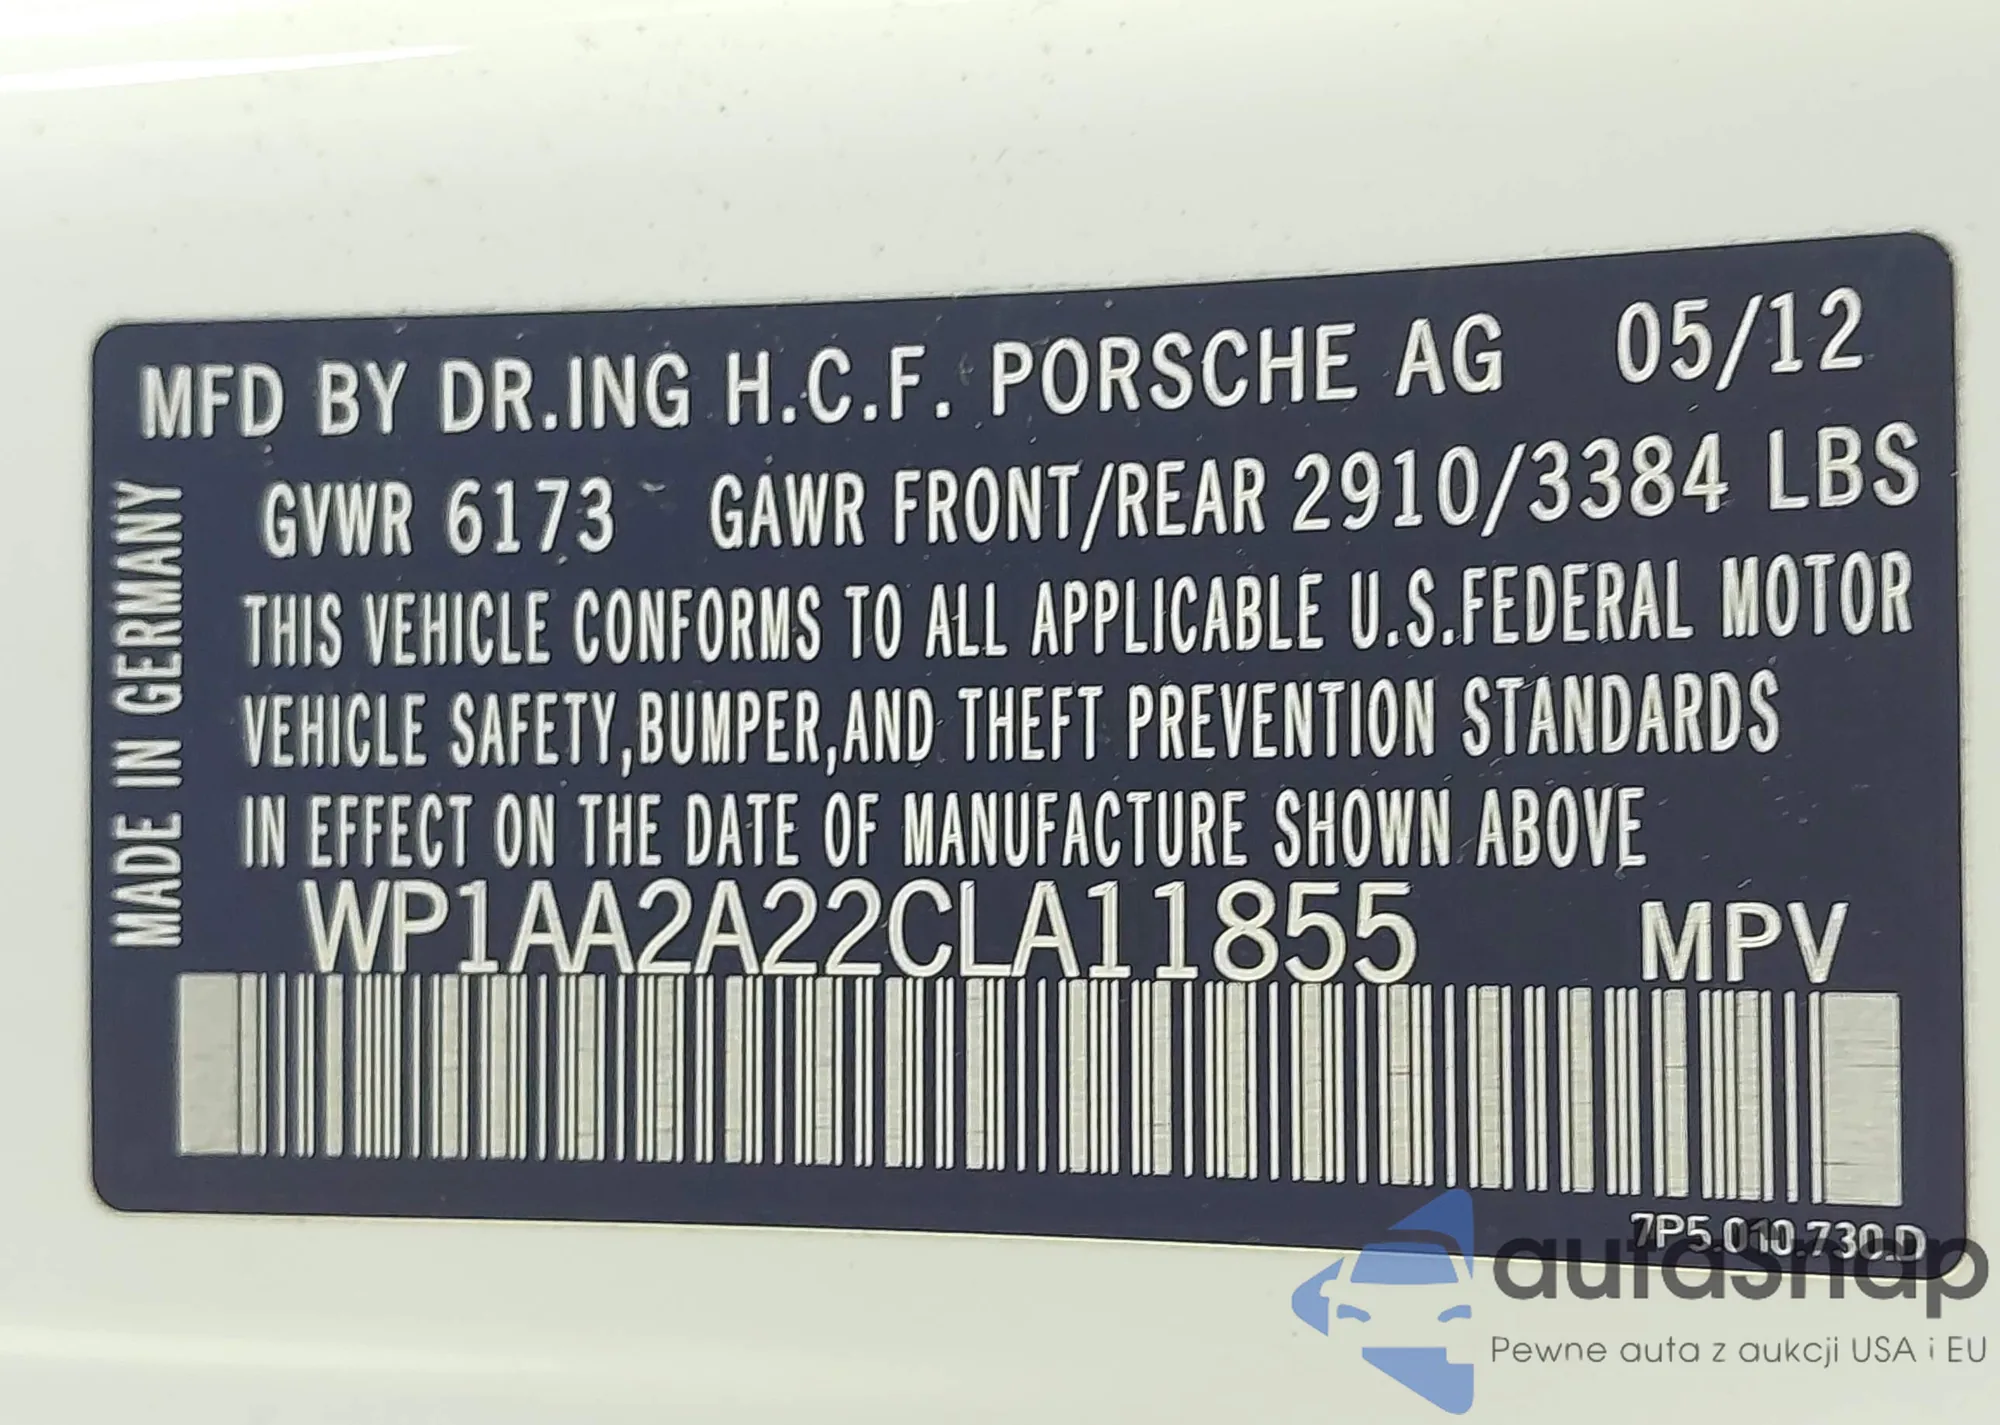 MFD BY DR.ING H.C.F. PORSCHE AG 05/12
GVWR 6173 GAWR FRONT/REAR 2910/3384 LBS
THIS VEHICLE CONFORMS TO ALL APPLICABLE U.S.FEDERAL MOTOR
VEHICLE SAFETY,BUMPER,AND THEFT PREVENTION STANDARDS
IN EFFECT ON THE DATE OF MANUFACTURE SHOWN ABOVE
WP1AA2A22CLA11855 MPV
MADE IN GERMANY
7P5.010.730.D
autosnap
Pewne auta z aukcji USA i EU